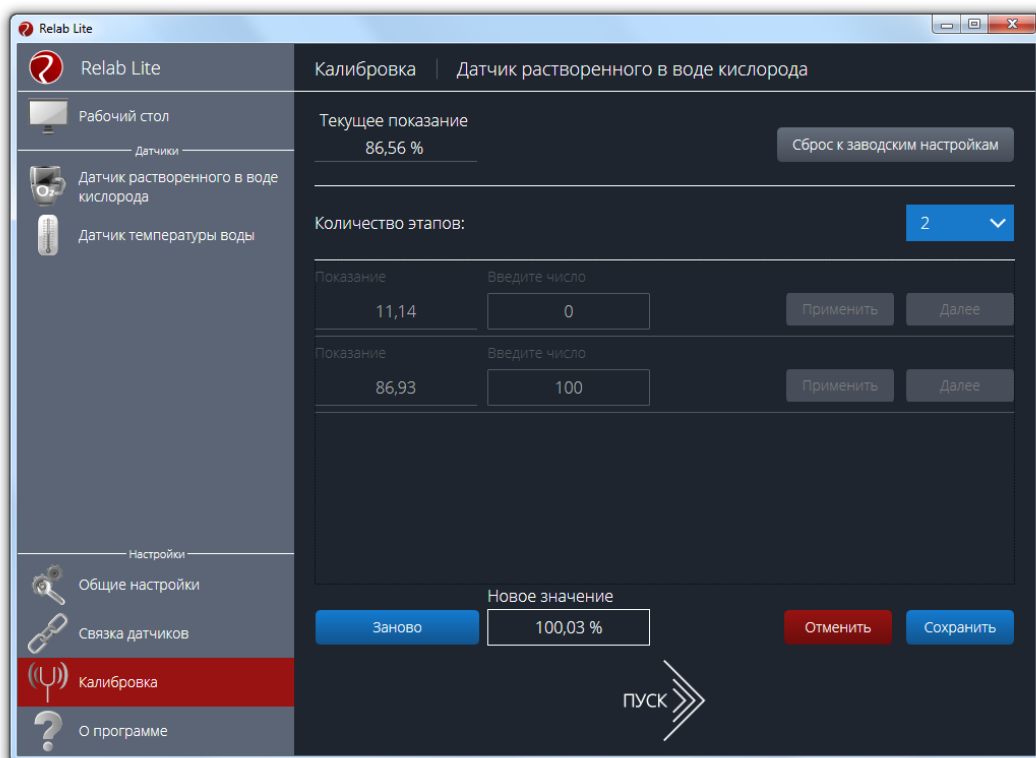 Relab Lite
Relab Lite
Рабочий стол
Датчики
Датчик растворенного в воде
кислорода
Датчик температуры воды
Настройки
Общие настройки
Связка датчиков
Калибровка
О программе
Калибровка | Датчик растворенного в воде кислорода
Текущее показание
86,56 %
Сброс к заводским настройкам
Количество этапов:
2
Показание Введите число
11,14 0 Применить Далее
Показание Введите число
86,93 100 Применить Далее
Новое значение
Заново 100,03 % Отменить Сохранить
ПУСК